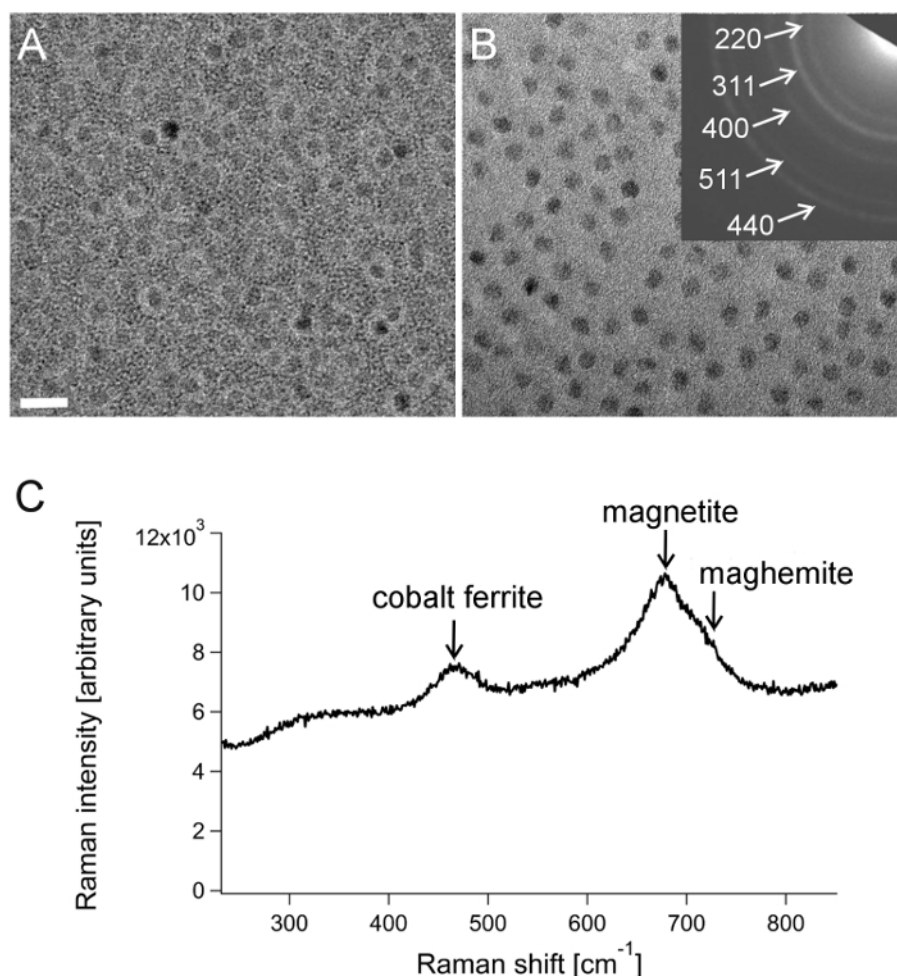 A
B
220
311
400
511
440
C
Raman intensity [arbitrary units]
12x10³
10
8
6
4
2
0
cobalt ferrite
magnetite
maghemite
300 400 500 600 700 800
Raman shift [cm⁻¹]